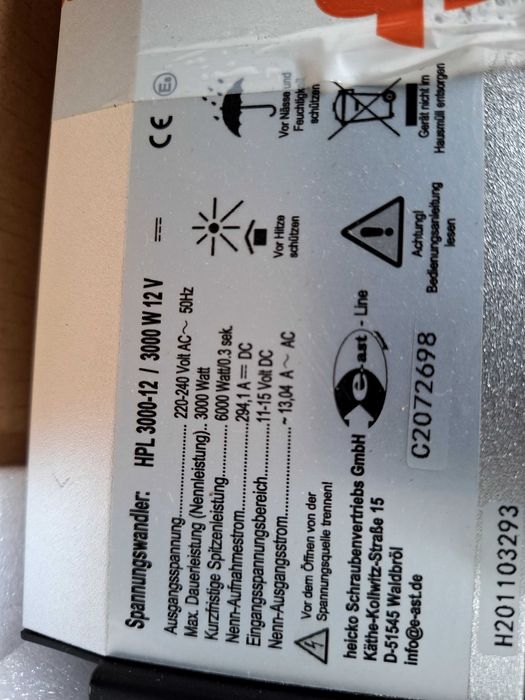 Spannungswandler: HPL 3000-12 / 3000 W 12 V
Ausgangsspannung..................220-240 Volt AC~ 50Hz
Max. Dauerleistung (Nennleistung).. 3000 Watt
Kurzfristige Spitzenleistung............ 6000 Watt/0.3 sek.
Nenn-Aufnahmestrom...................294,1 A DC
Eingangsspannungsbereich...........11-15 Volt DC
Nenn-Ausgangsstrom...................~ 13,04 A ~ AC
CE E8
Vor Nässe und
Feuchtigkeit
schützen
Gerät nicht im
Hausmüll entsorgen
Vor Hitze
schützen
Achtung!
Bedienungsanleitung
lesen
Vor dem Öffnen von der
Spannungsquelle trennen!
heicko Schraubenvertriebs GmbH
Käthe-Kollwitz-Straße 15
D-51545 Waldbröl
info@e-ast.de
e-ast - Line
C2072698
H201103293